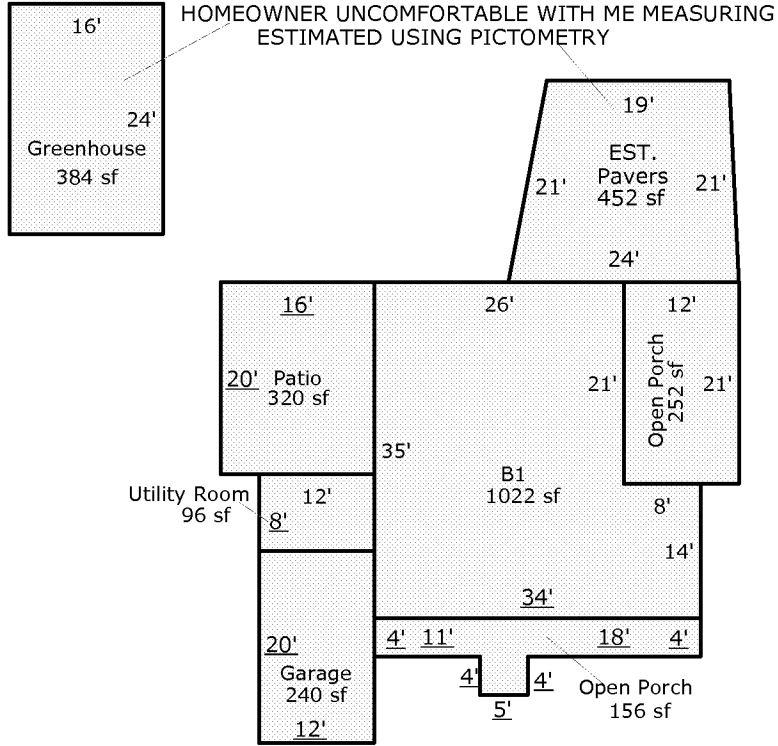 HOMEOWNER UNCOMFORTABLE WITH ME MEASURING
ESTIMATED USING PICTOMETRY
16'
24'
Greenhouse
384 sf
19'
EST.
Pavers
452 sf
21'
21'
24'
16'
20'
Patio
320 sf
26'
21'
12'
Open Porch
252 sf
21'
35'
B1
1022 sf
8'
14'
34'
Utility Room
96 sf
12'
8'
20'
Garage
240 sf
12'
4'
11'
18'
4'
4'
4'
5'
Open Porch
156 sf